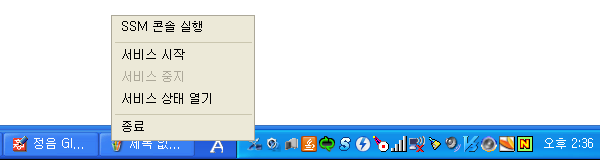 SSM 콘솔 실행
서비스 시작
서비스 중지
서비스 상태 열기
종료
정음 Gl...
제목 없...
A
오후 2:36